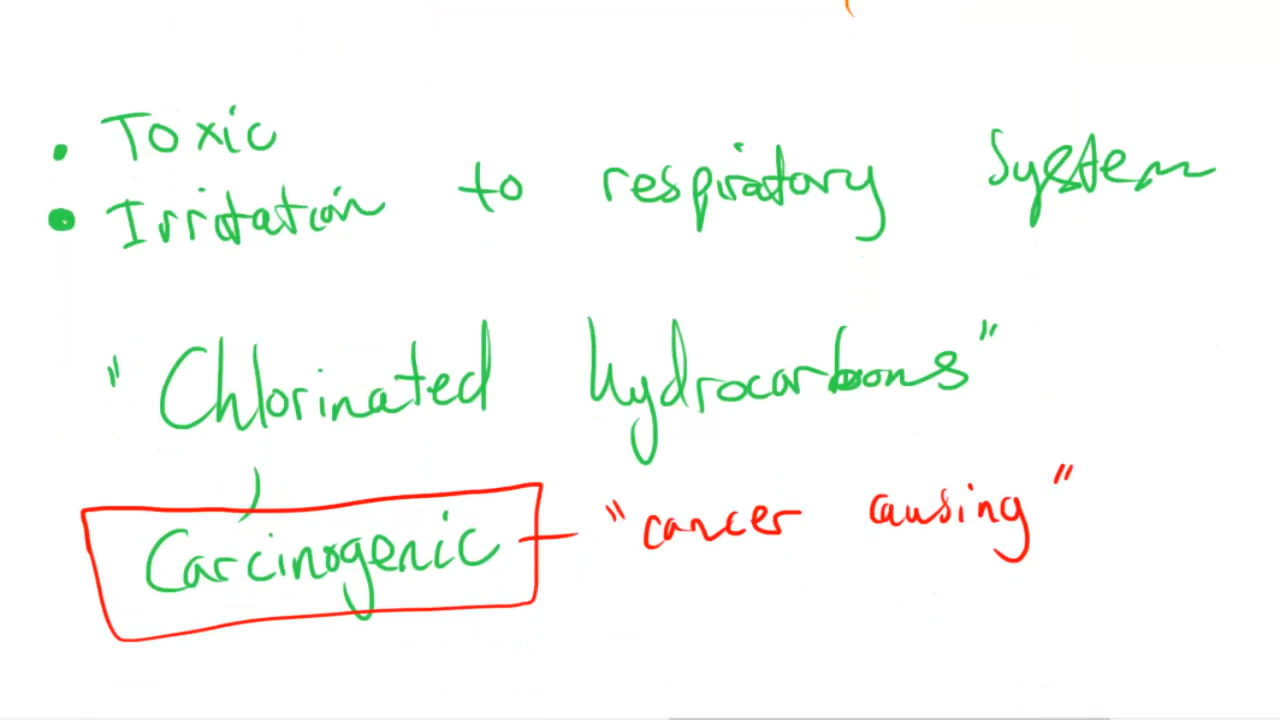 • Toxic
• Irritation to respiratory system
"Chlorinated hydrocarbons"
Carcinogenic - "cancer causing"